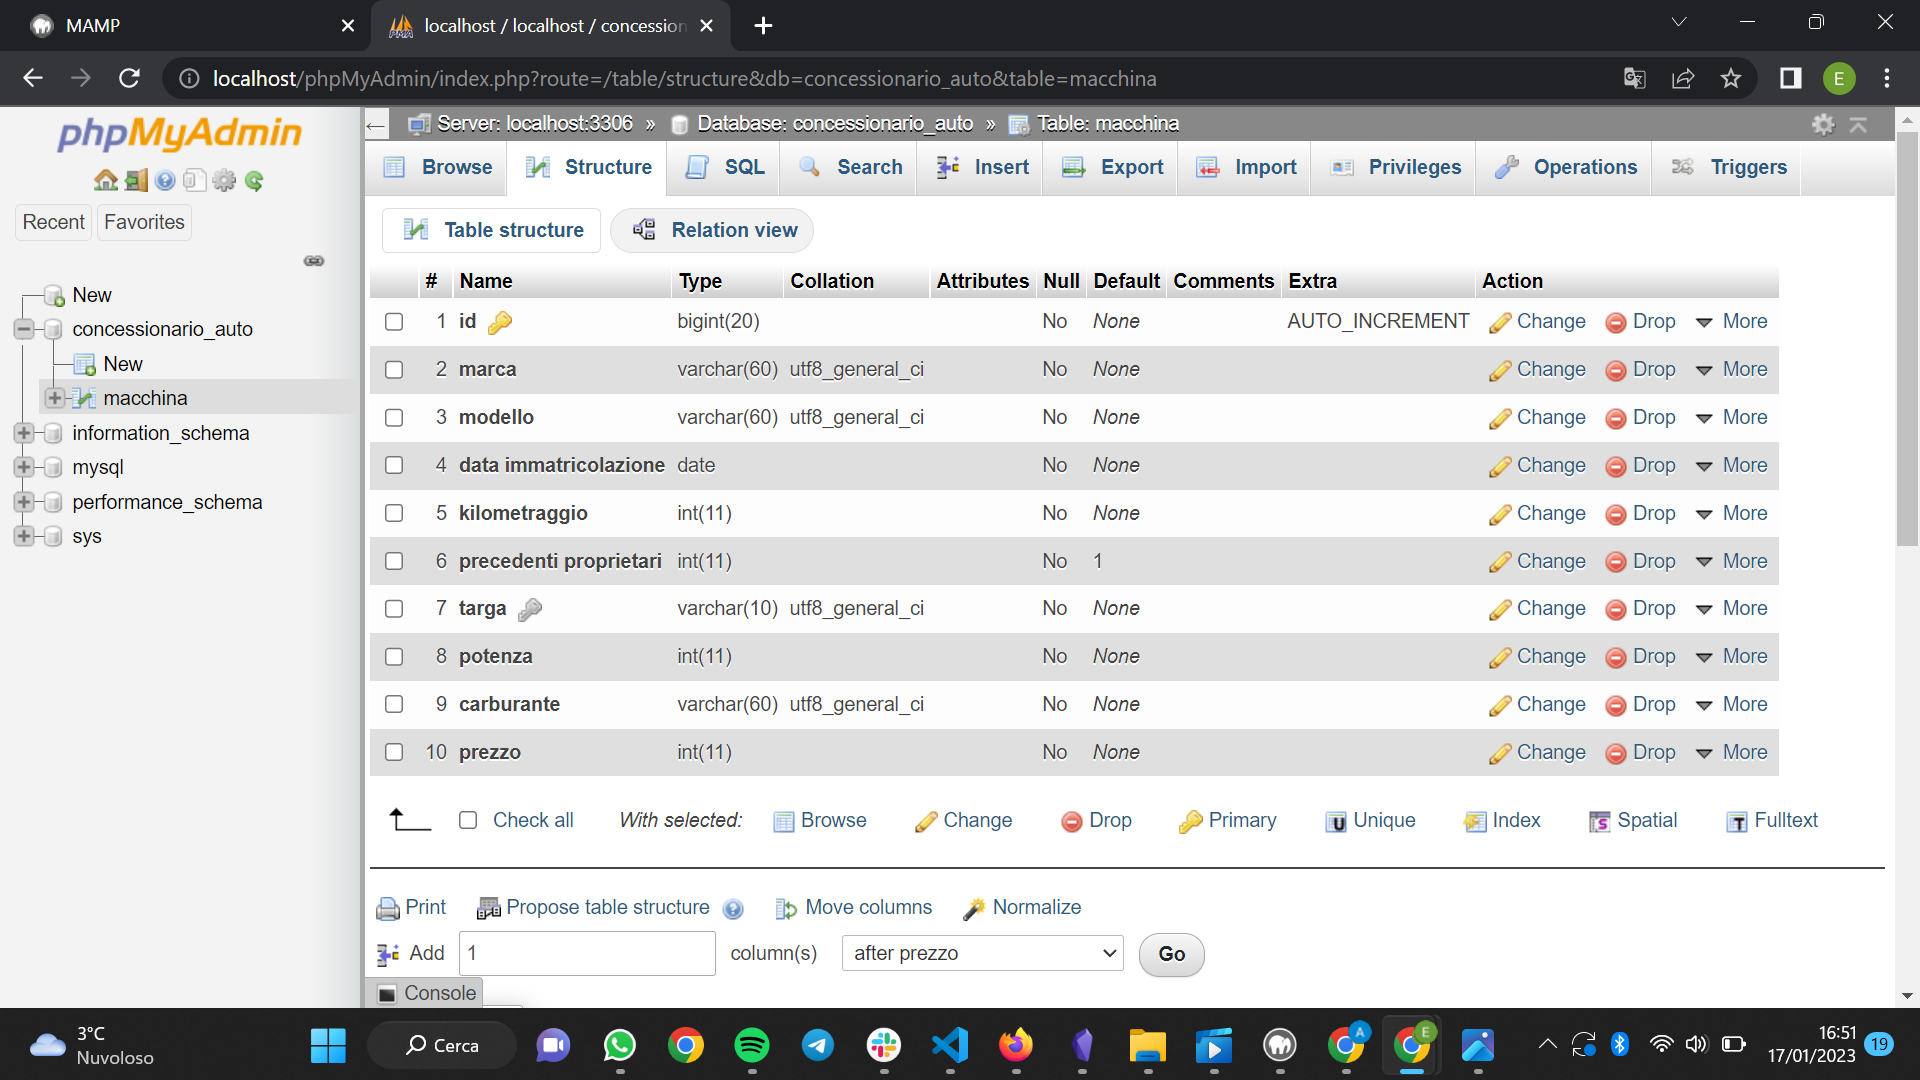 MAMP
localhost / localhost / concession
localhost/phpMyAdmin/index.php?route=/table/structure&db=concessionario_auto&table=macchina
E
phpMyAdmin
Recent Favorites
New
concessionario_auto
New
macchina
information_schema
mysql
performance_schema
sys
Server: localhost:3306 » Database: concessionario_auto » Table: macchina
Browse Structure SQL Search Insert Export Import Privileges Operations Triggers
Table structure Relation view
# Name Type Collation Attributes Null Default Comments Extra Action
1 id bigint(20) No None AUTO_INCREMENT Change Drop More
2 marca varchar(60) utf8_general_ci No None Change Drop More
3 modello varchar(60) utf8_general_ci No None Change Drop More
4 data immatricolazione date No None Change Drop More
5 kilometraggio int(11) No None Change Drop More
6 precedenti proprietari int(11) No 1 Change Drop More
7 targa varchar(10) utf8_general_ci No None Change Drop More
8 potenza int(11) No None Change Drop More
9 carburante varchar(60) utf8_general_ci No None Change Drop More
10 prezzo int(11) No None Change Drop More
Check all With selected: Browse Change Drop Primary Unique Index Spatial Fulltext
Print Propose table structure Move columns Normalize
Add 1 column(s) after prezzo Go
Console
3°C
Nuvoloso
Cerca
A
E
16:51
17/01/2023
19